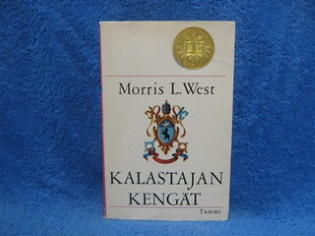 Morris L. West
KALASTAJAN
KENGÄT
Tammi